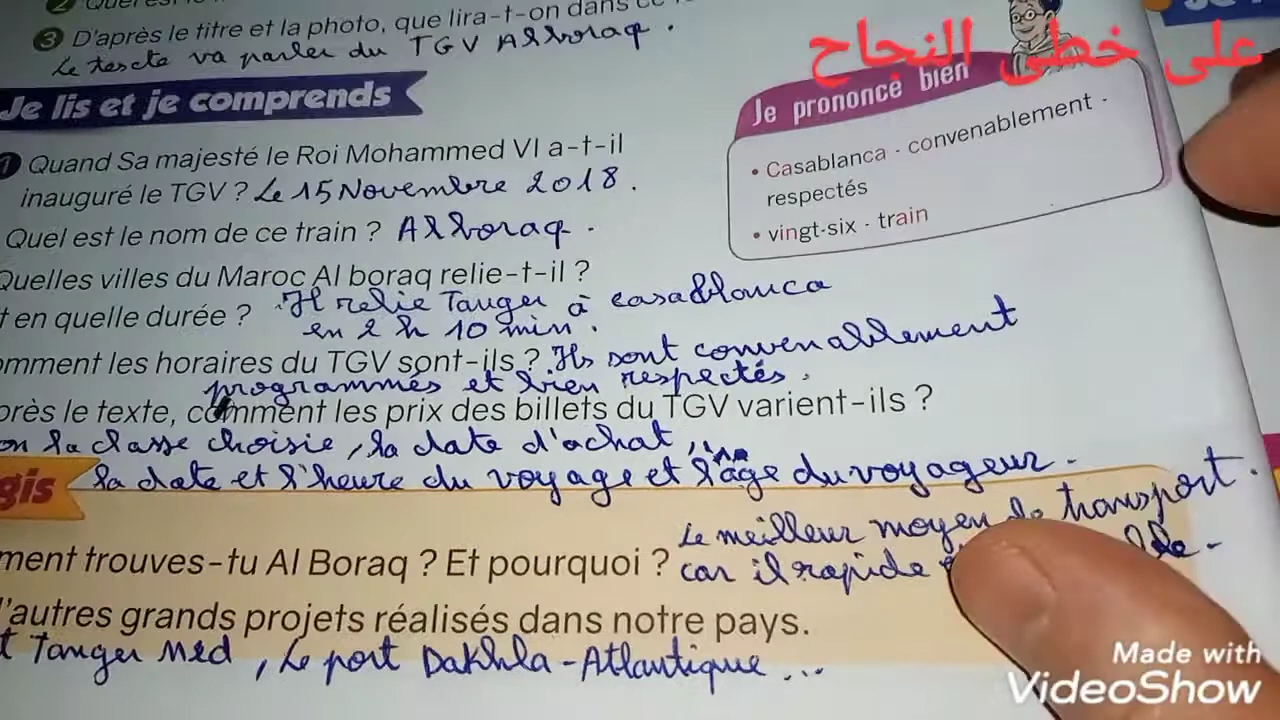 3 D'après le titre et la photo, que lira-t-on dans ce
Le texte va parler du TGV Alboraq.
على خطى النجاح
Je lis et je comprends
1 Quand Sa majesté le Roi Mohammed VI a-t-il
inauguré le TGV ? Le 15 Novembre 2018.
Quel est le nom de ce train ? Alboraq.
Quelles villes du Maroc Al boraq relie-t-il ?
t en quelle durée ? Il relie Tanger à casablanca
en 2 h 10 min.
omment les horaires du TGV sont-ils ? Ils sont convenablement
programmés et bien respectés.
près le texte, comment les prix des billets du TGV varient-ils ?
on la classe choisie, la date d'achat,
la date et l'heure du voyage et l'âge du voyageur.
Je prononce bien
• Casablanca - convenablement -
respectés
• vingt-six - train
gis
Le meilleur moyen de transport.
ment trouves-tu Al Boraq ? Et pourquoi ? car il rapide
d'autres grands projets réalisés dans notre pays.
t Tanger Med, Le port Dakhla-Atlantique...
Made with
VideoShow